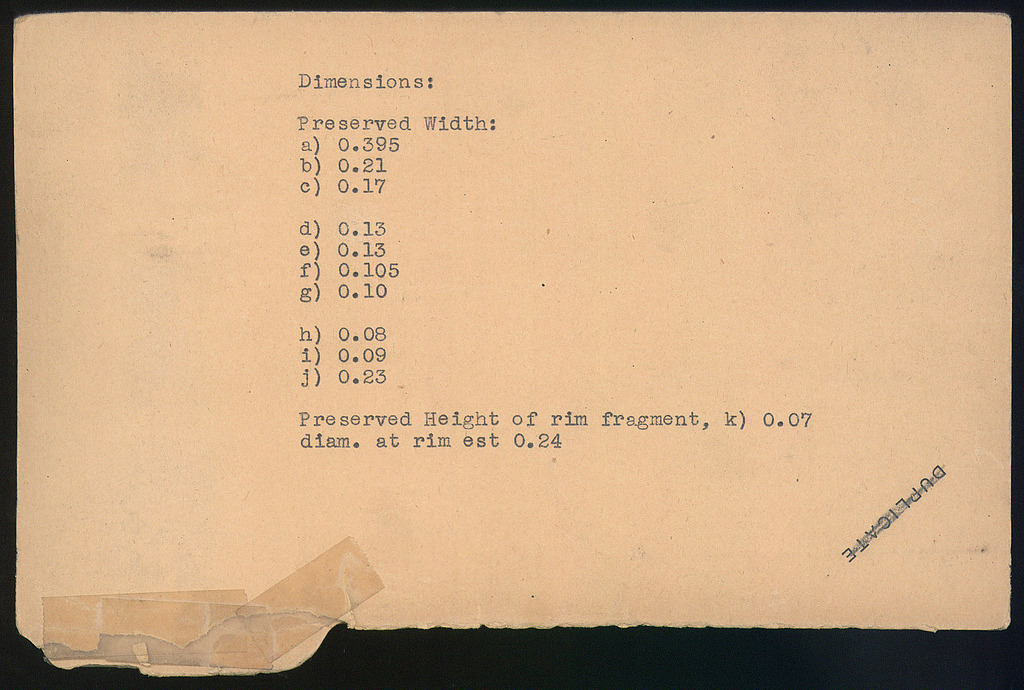 Dimensions:
Preserved Width:
a) 0.395
b) 0.21
c) 0.17
d) 0.13
e) 0.13
f) 0.105
g) 0.10
h) 0.08
i) 0.09
j) 0.23
Preserved Height of rim fragment, k) 0.07
diam. at rim est 0.24
DUPLICATE